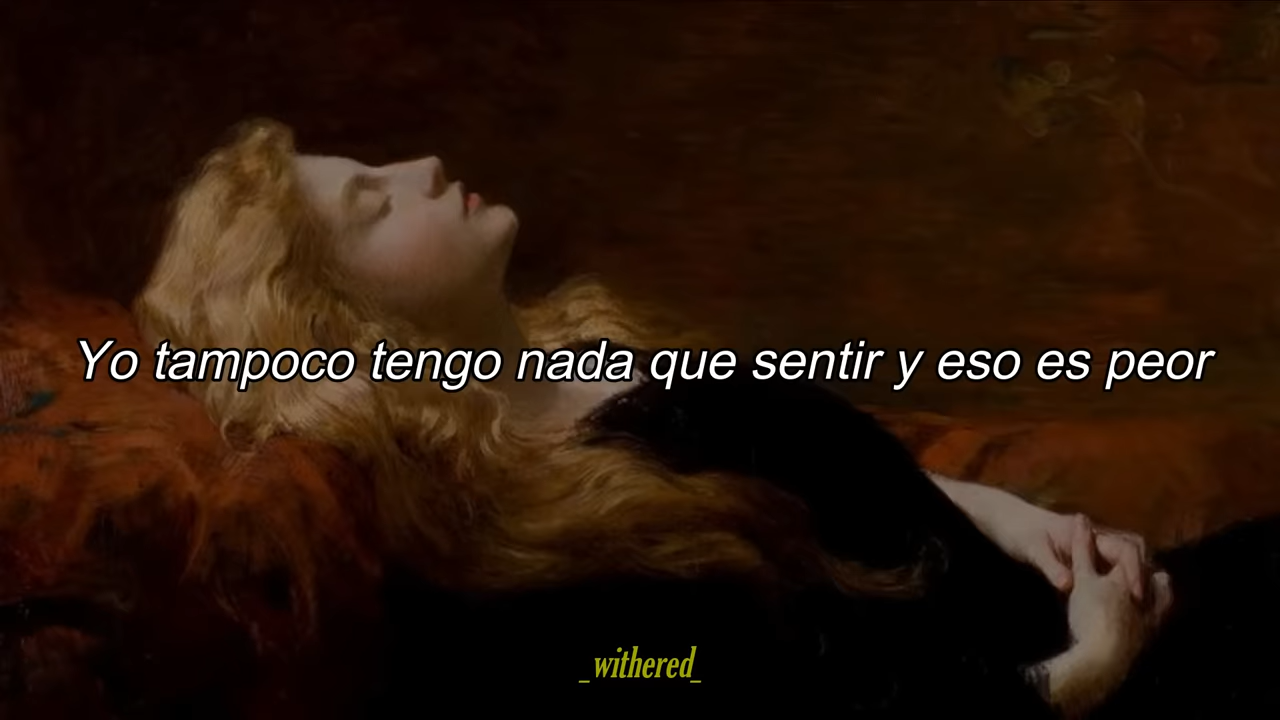 Yo tampoco tengo nada que sentir y eso es peor
_withered_